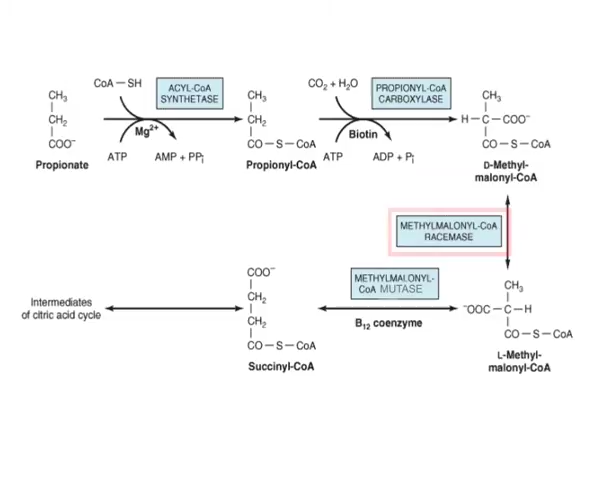 CoA—SH
ACYL-CoA
SYNTHETASE
CH₃
CH₂
COO⁻
Propionate
Mg²⁺
ATP
AMP + PPᵢ
CH₃
CH₂
CO—S—CoA
Propionyl-CoA
CO₂ + H₂O
PROPIONYL-CoA
CARBOXYLASE
Biotin
ATP
ADP + Pᵢ
CH₃
H—C—COO⁻
CO—S—CoA
D-Methyl-
malonyl-CoA
METHYLMALONYL-CoA
RACEMASE
CH₃
⁻OOC—C—H
CO—S—CoA
L-Methyl-
malonyl-CoA
METHYLMALONYL-
CoA MUTASE
B₁₂ coenzyme
COO⁻
CH₂
CH₂
CO—S—CoA
Succinyl-CoA
Intermediates
of citric acid cycle